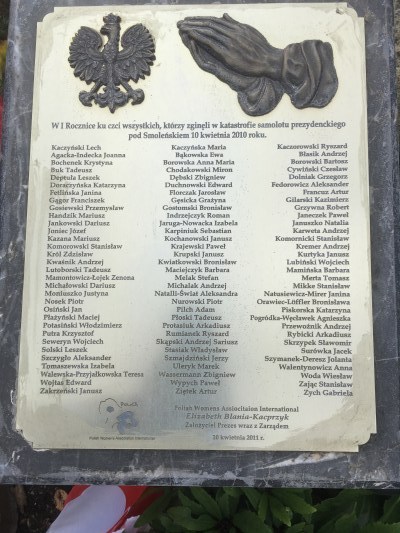 W I Rocznice ku czci wszystkich, którzy zginęli w katastrofie samolotu prezydenckiego
pod Smoleńskiem 10 kwietnia 2010 roku.
Kaczyński Lech
Agacka-Indecka Joanna
Bochenek Krystyna
Buk Tadeusz
Deptuła Leszek
Doraczyńska Katarzyna
Fetlińska Janina
Gągor Franciszek
Gosiewski Przemysław
Handzlik Mariusz
Jankowski Dariusz
Joniec Józef
Kazana Mariusz
Komorowski Stanisław
Król Zdzisław
Kwaśnik Andrzej
Lutoborski Tadeusz
Mamontowicz-Łojek Zenona
Michałowski Dariusz
Moniuszko Justyna
Nosek Piotr
Osiński Jan
Płażyński Maciej
Potasiński Włodzimierz
Putra Krzysztof
Seweryn Wojciech
Solski Leszek
Szczygło Aleksander
Tomaszewska Izabela
Walewska-Przyjałkowska Teresa
Wojtas Edward
Zakrzeński Janusz
Kaczyńska Maria
Bąkowska Ewa
Borowska Anna Maria
Chodakowski Miron
Dębski Zbigniew
Duchnowski Edward
Florczak Jarosław
Gęsicka Grażyna
Gostomski Bronisław
Indrzejczyk Roman
Jaruga-Nowacka Izabela
Karpiniuk Sebastian
Kochanowski Janusz
Krajewski Paweł
Krupski Janusz
Kwiatkowski Bronisław
Maciejczyk Barbara
Melak Stefan
Michalak Andrzej
Natalli-Świat Aleksandra
Nurowski Piotr
Pilch Adam
Płoski Tadeusz
Protasiuk Arkadiusz
Rumianek Ryszard
Skąpski Andrzej Sariusz
Stasiak Władysław
Szmajdziński Jerzy
Uleryk Marek
Wassermann Zbigniew
Wypych Paweł
Ziętek Artur
Kaczorowski Ryszard
Błasik Andrzej
Borowski Bartosz
Cywiński Czesław
Dolniak Grzegorz
Fedorowicz Aleksander
Francuz Artur
Gilarski Kazimierz
Grzywna Robert
Janeczek Paweł
Januszko Natalia
Karweta Andrzej
Komornicki Stanisław
Kremer Andrzej
Kurtyka Janusz
Lubiński Wojciech
Mamińska Barbara
Merta Tomasz
Mikke Stanisław
Natusiewicz-Mirer Janina
Orawiec-Löffler Bronisława
Piskorska Katarzyna
Pogródka-Węcławek Agnieszka
Przewoźnik Andrzej
Rybicki Arkadiusz
Skrzypek Sławomir
Surówka Jacek
Szymanek-Deresz Jolanta
Walentynowicz Anna
Woda Wiesław
Zając Stanisław
Zych Gabriela
Polish Womens Association International
Elizabeth Blania-Kacprzyk
Założyciel Prezes wraz z Zarządem
10 kwietnia 2011 r.